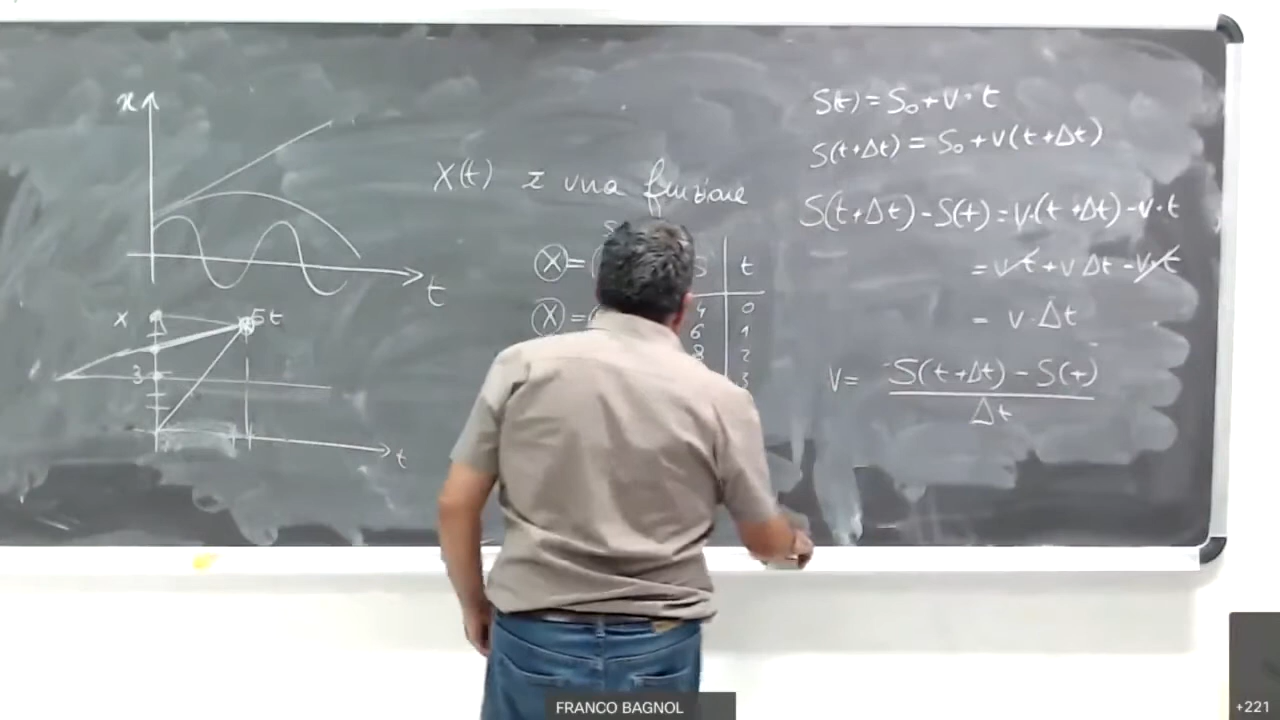 x
t
x
5t
3
t
X(t) è una funzione
S
X = (
S t
4 0
6 1
8 2
3
X = (
S(t) = S₀ + v · t
S(t+Δt) = S₀ + v(t+Δt)
S(t+Δt) - S(t) = v·(t+Δt) - v·t
= v·t + v Δt - v·t
= v·Δt
v = S(t+Δt) - S(t) / Δt
FRANCO BAGNOL
+221